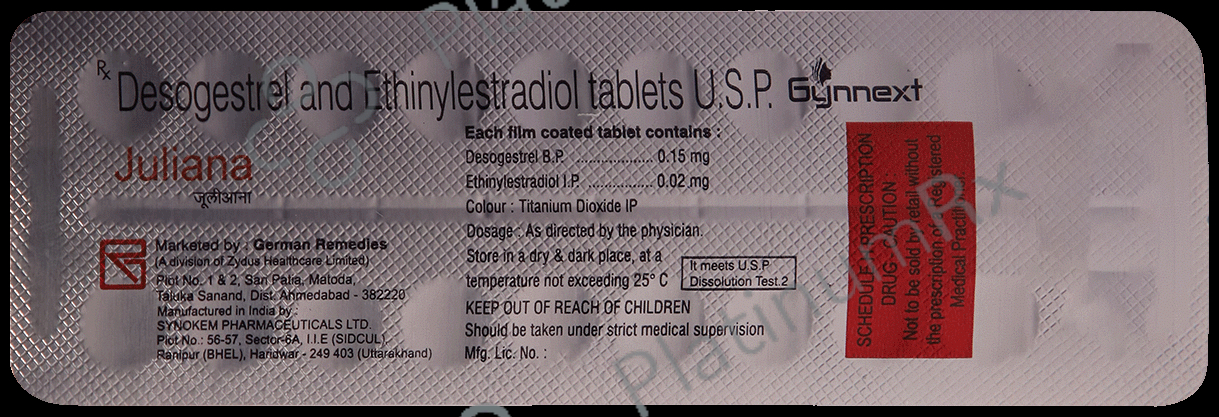 Rx Desogestrel and Ethinylestradiol tablets U.S.P. Gynnext
Juliana
जूलीआना
Marketed by : German Remedies
(A division of Zydus Healthcare Limited)
Plot No. 1 & 2, Sari Patia, Matoda,
Taluka Sanand, Dist. Ahmedabad - 382220
Manufactured in India by :
SYNOKEM PHARMACEUTICALS LTD.
Plot No.: 56-57, Sector-6A, I.I.E (SIDCUL),
Ranipur (BHEL), Haridwar - 249 403 (Uttarakhand)
Each film coated tablet contains :
Desogestrel B.P. ................... 0.15 mg
Ethinylestradiol I.P. ................ 0.02 mg
Colour : Titanium Dioxide IP
Dosage : As directed by the physician.
Store in a dry & dark place, at a
temperature not exceeding 25° C
It meets U.S.P
Dissolution Test.2
KEEP OUT OF REACH OF CHILDREN
Should be taken under strict medical supervision
Mfg. Lic. No. :
SCHEDULE PRESCRIPTION
DRUG - CAUTION
Not to be sold by retail without
the prescription of a Registered
Medical
PlatinumRx